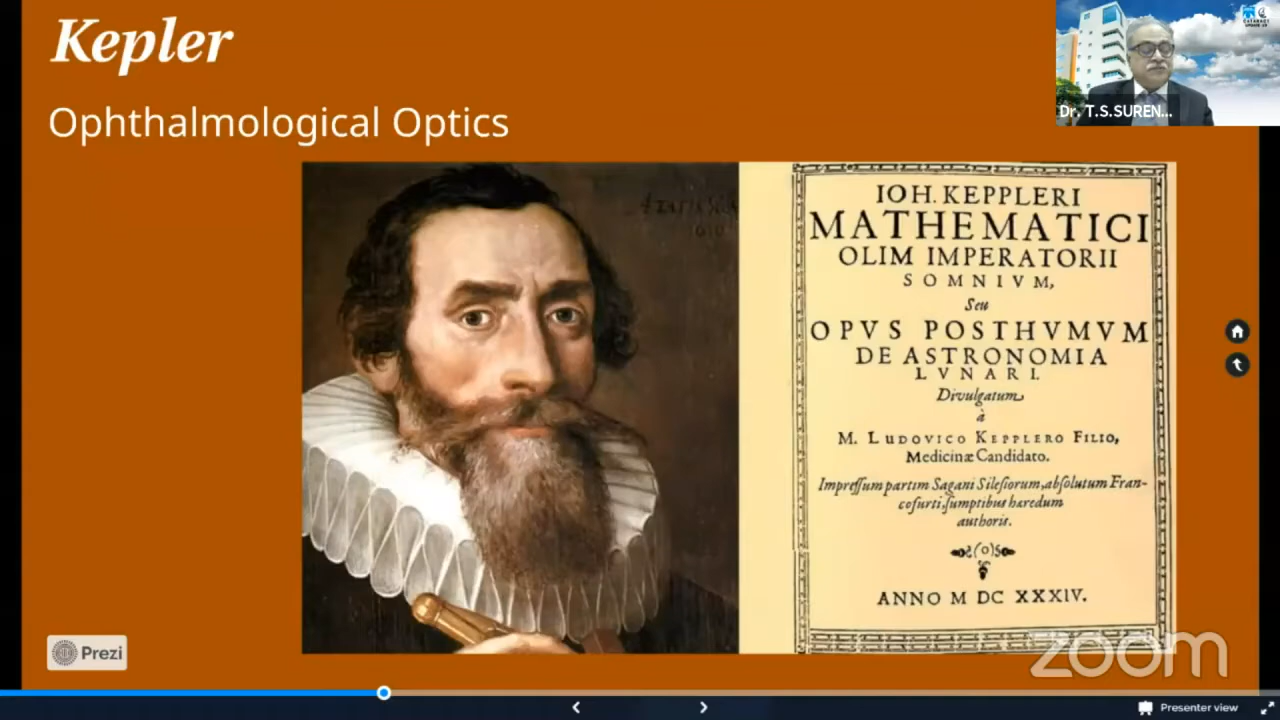 Kepler
Ophthalmological Optics
Dr. T.S.SUREN...
IOH. KEPPLERI
MATHEMATICI
OLIM IMPERATORII
SOMNIVM,
Seu
OPVS POSTHVMVM
DE ASTRONOMIA
LVNARI.
Divulgatum
à
M. LUDOVICO KEPPLERO FILIO,
Medicinæ Candidato.
Impressum partim Sagani Silesiorum, absolutum Fran-
cofurti, sumptibus hæredum
authoris.
ANNO M DC XXXIV.
Prezi
zoom
Presenter view